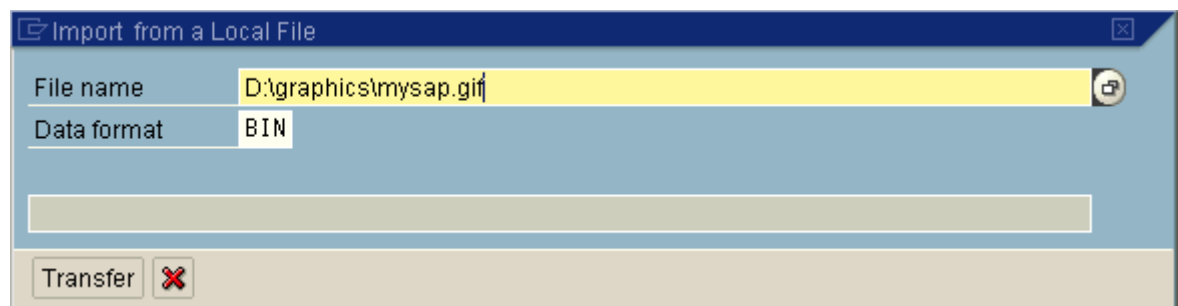 Import from a Local File
File name D:\graphics\mysap.gif
Data format BIN
Transfer